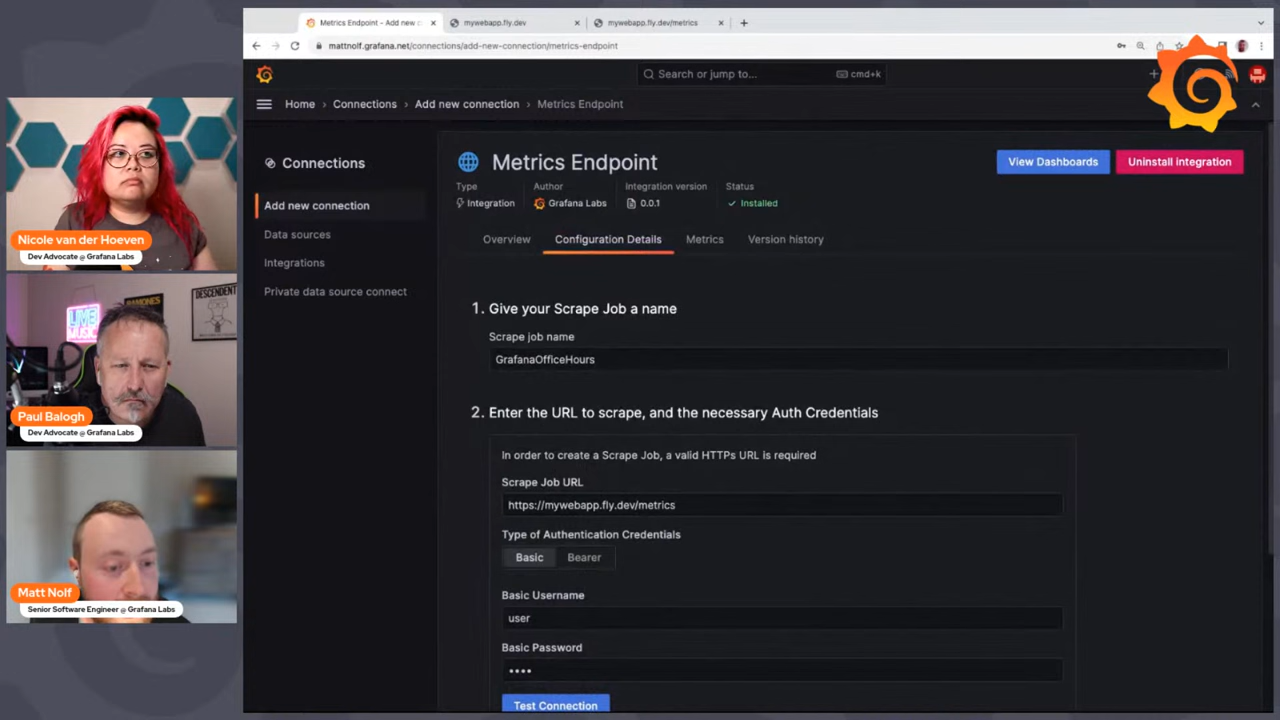 Metrics Endpoint - Add new c
mywebapp.fly.dev
mywebapp.fly.dev/metrics
mattnolf.grafana.net/connections/add-new-connection/metrics-endpoint
Search or jump to...
cmd+k
Home
Connections
Add new connection
Metrics Endpoint
Connections
Add new connection
Data sources
Integrations
Private data source connect
Metrics Endpoint
View Dashboards
Uninstall integration
Type
Author
Integration version
Status
Integration
Grafana Labs
0.0.1
Installed
Overview
Configuration Details
Metrics
Version history
1. Give your Scrape Job a name
Scrape job name
GrafanaOfficeHours
2. Enter the URL to scrape, and the necessary Auth Credentials
In order to create a Scrape Job, a valid HTTPs URL is required
Scrape Job URL
https://mywebapp.fly.dev/metrics
Type of Authentication Credentials
Basic
Bearer
Basic Username
user
Basic Password
••••
Test Connection
Nicole van der Hoeven
Dev Advocate @ Grafana Labs
RAMONES
DESCENDENT
LIVE
Paul Balogh
Dev Advocate @ Grafana Labs
Matt Nolf
Senior Software Engineer @ Grafana Labs